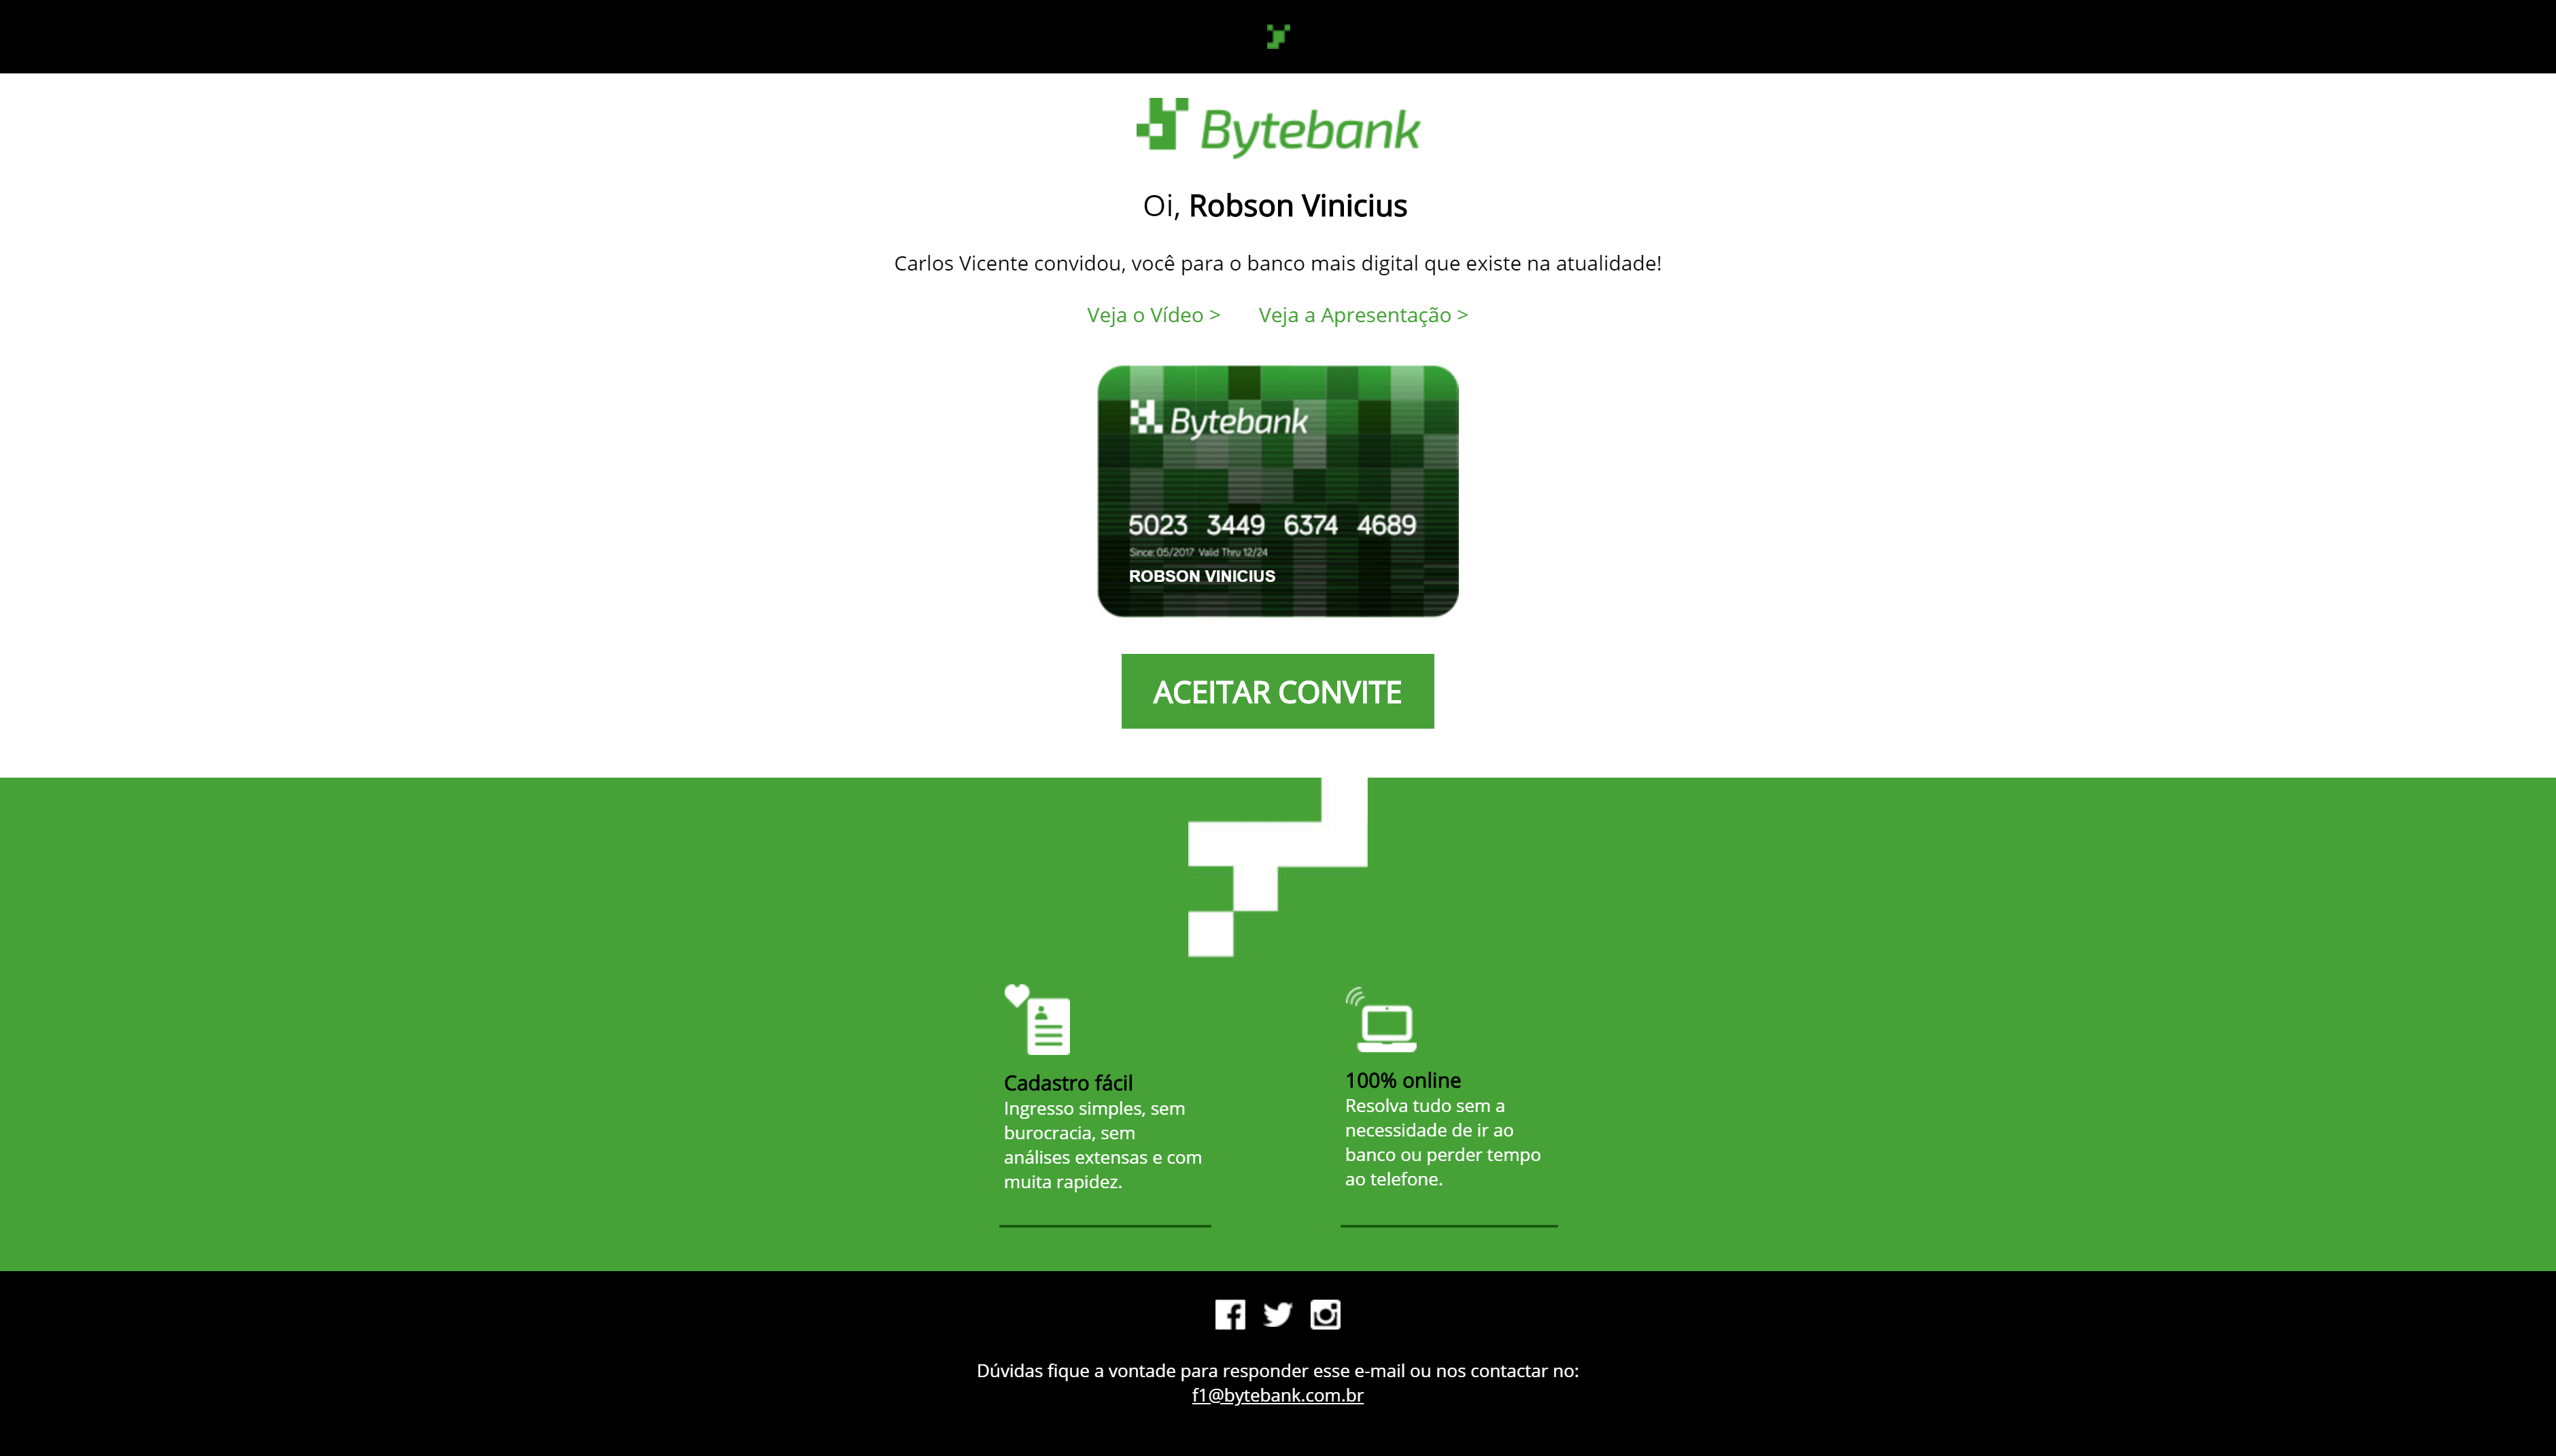 Bytebank
Oi, Robson Vinicius
Carlos Vicente convidou, você para o banco mais digital que existe na atualidade!
Veja o Vídeo > Veja a Apresentação >
Bytebank
5023 3449 6374 4689
Since: 05/2017 Valid Thru 12/24
ROBSON VINICIUS
ACEITAR CONVITE
Cadastro fácil
Ingresso simples, sem
burocracia, sem
análises extensas e com
muita rapidez.
100% online
Resolva tudo sem a
necessidade de ir ao
banco ou perder tempo
ao telefone.
Dúvidas fique a vontade para responder esse e-mail ou nos contactar no:
f1@bytebank.com.br